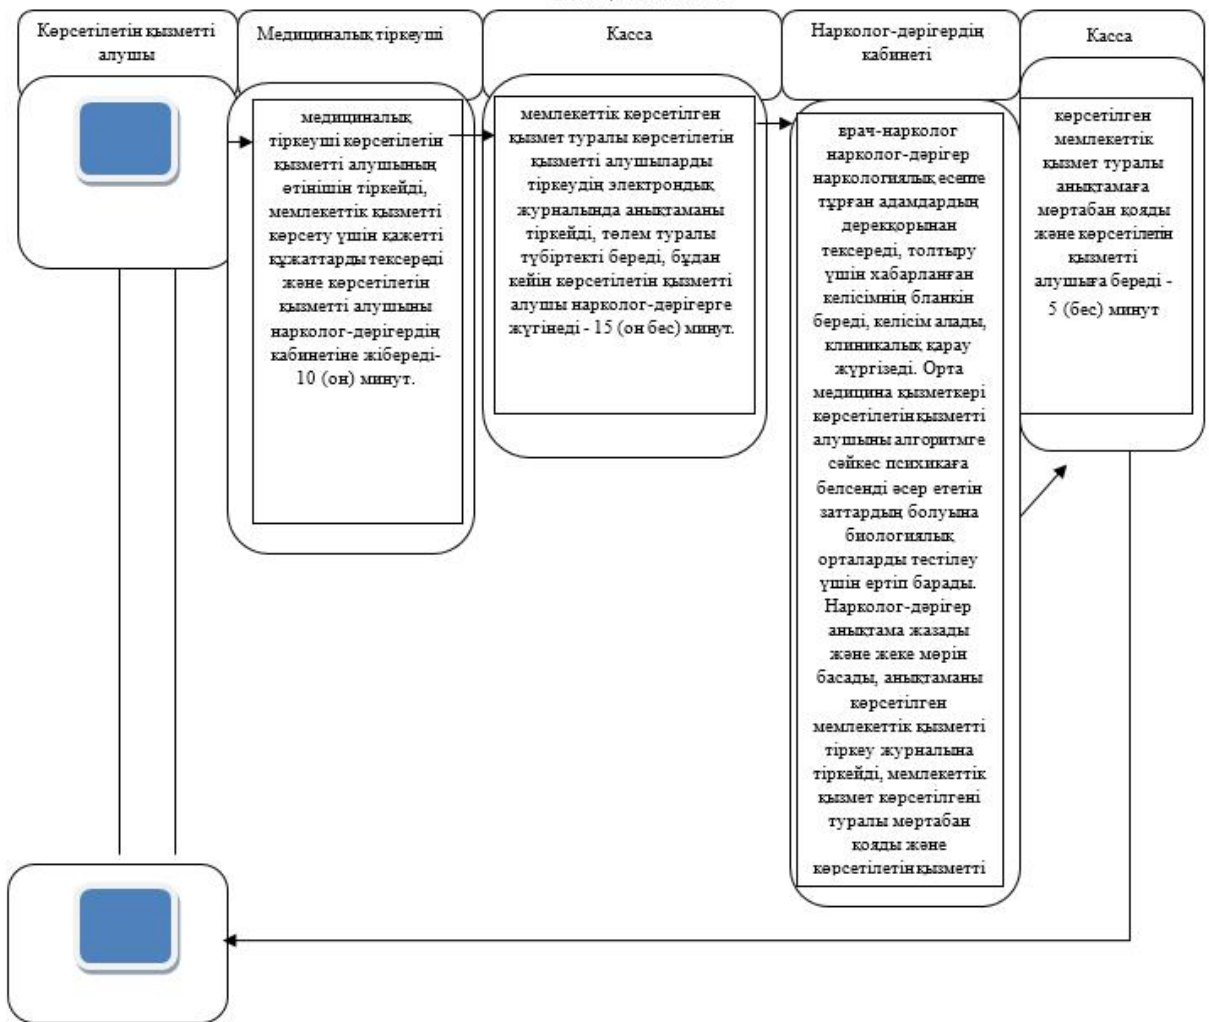 Көрсетілетін қызметті
алушы
Медициналық тіркеуші
Касса
Нарколог-дәрігердің
кабинеті
Касса
медициналық
тіркеуші көрсетілетін
қызметті алушының
өтінішін тіркейді,
мемлекеттік қызметті
көрсету үшін қажетті
құжаттарды тексереді
және көрсетілетін
қызметті алушыны
нарколог-дәрігердің
кабинетіне жібереді-
10 (он) минут.
мемлекеттік көрсетілген
қызмет туралы көрсетілетін
қызметті алушыларды
тіркеудің электрондық
журналында анықтаманы
тіркейді, төлем туралы
түбіртекті береді, бұдан
кейін көрсетілетін қызметті
алушы нарколог-дәрігерге
жүгінеді - 15 (он бес) минут.
врач-нарколог
нарколог-дәрігер
наркологиялық есепте
тұрған адамдардың
дерекқорынан
тексереді, толтыру
үшін хабарланған
келісімнің бланкін
береді, келісім алады,
клиникалық қарау
жүргізеді. Орта
медицина қызметкері
көрсетілетін қызметті
алушыны алгоритмге
сәйкес психикаға
белсенді әсер ететін
заттардың болуына
биологиялық
орталарды тестілеу
үшін ертіп барады.
Нарколог-дәрігер
анықтама жазады
және жеке мөрін
басады, анықтаманы
көрсетілген
мемлекеттік қызметті
тіркеу журналына
тіркейді, мемлекеттік
қызмет көрсетілгені
туралы мөртабан
қояды және
көрсетілетін қызметті
көрсетілген
мемлекеттік
қызмет туралы
анықтамаға
мөртабан қояды
және көрсетілетін
қызметті
алушыға береді -
5 (бес) минут